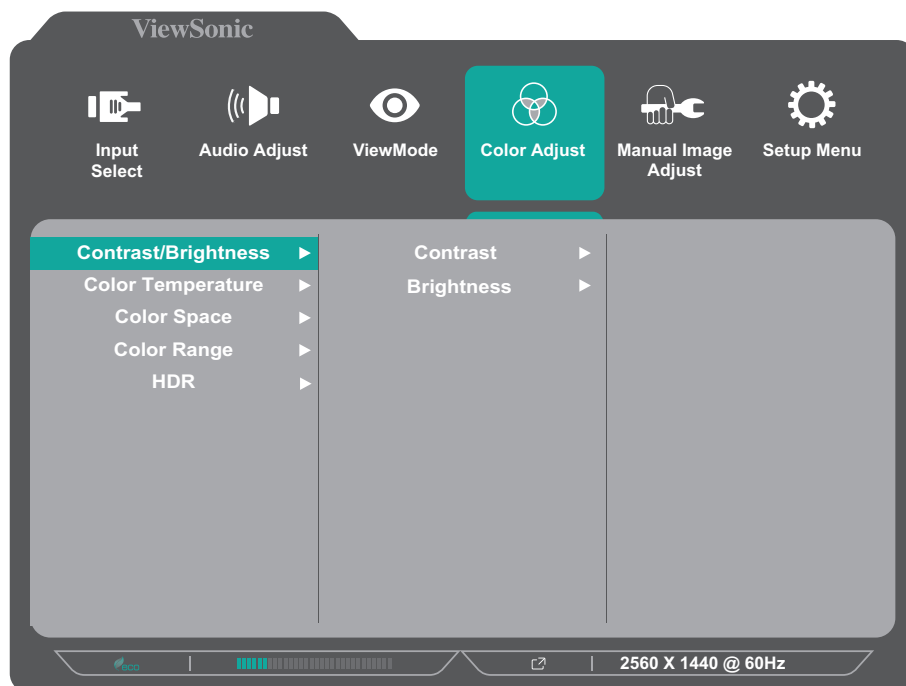 ViewSonic
Input
Select
Audio Adjust
ViewMode
Color Adjust
Manual Image
Adjust
Setup Menu
Contrast/Brightness
Color Temperature
Color Space
Color Range
HDR
Contrast
Brightness
eco
2560 X 1440 @ 60Hz